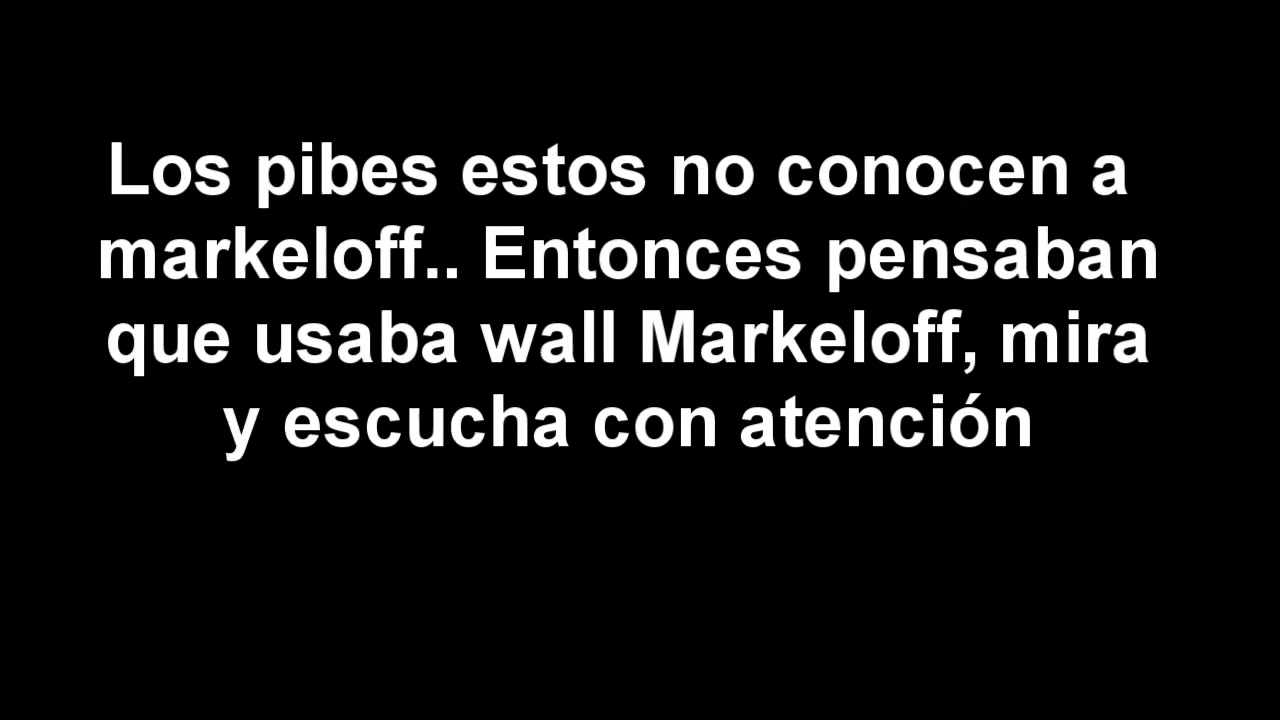 Los pibes estos no conocen a
markeloff.. Entonces pensaban
que usaba wall Markeloff, mira
y escucha con atención